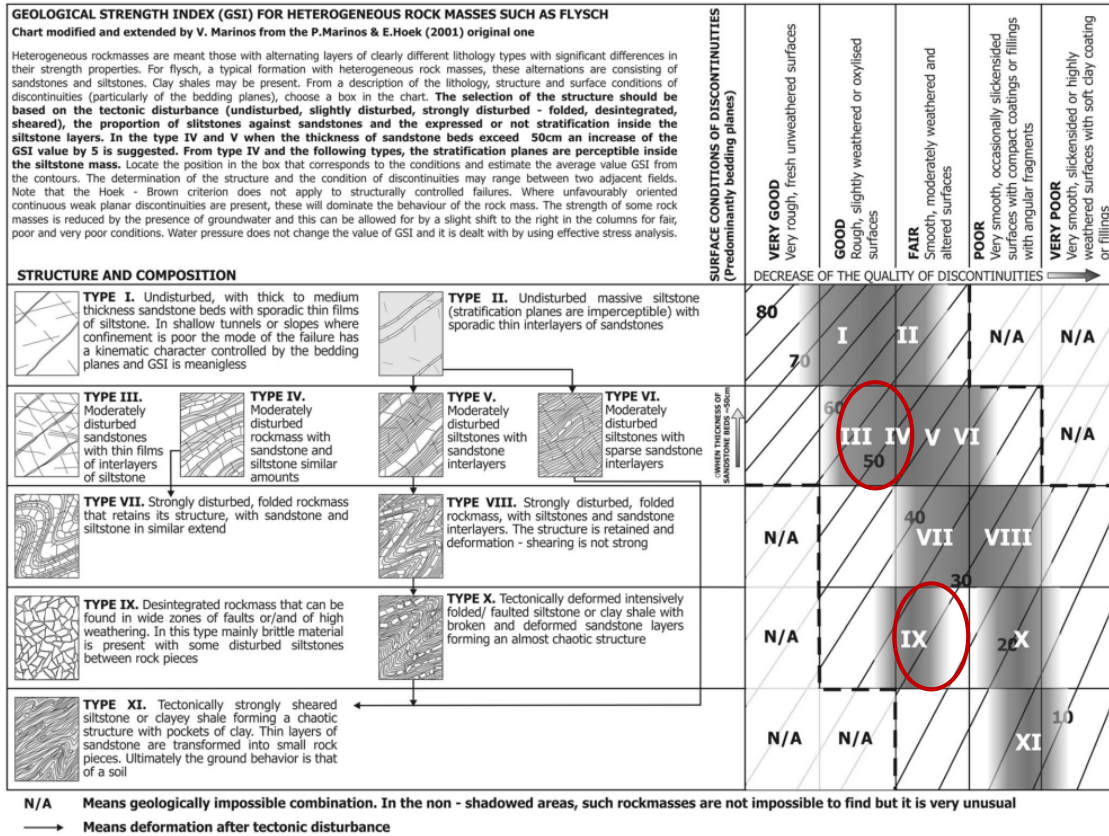 GEOLOGICAL STRENGTH INDEX (GSI) FOR HETEROGENEOUS ROCK MASSES SUCH AS FLYSCH
Chart modified and extended by V. Marinos from the P.Marinos & E.Hoek (2001) original one
Heterogeneous rockmasses are meant those with alternating layers of clearly different lithology types with significant differences in
their strength properties. For flysch, a typical formation with heterogeneous rock masses, these alternations are consisting of
sandstones and siltstones. Clay shales may be present. From a description of the lithology, structure and surface conditions of
discontinuities (particularly of the bedding planes), choose a box in the chart. The selection of the structure should be
based on the tectonic disturbance (undisturbed, slightly disturbed, strongly disturbed - folded, desintegrated,
sheared), the proportion of slitstones against sandstones and the expressed or not stratification inside the
siltstone layers. In the type IV and V when the thickness of sandstone beds exceed 50cm an increase of the
GSI value by 5 is suggested. From type IV and the following types, the stratification planes are perceptible inside
the siltstone mass. Locate the position in the box that corresponds to the conditions and estimate the average value GSI from
the contours. The determination of the structure and the condition of discontinuities may range between two adjacent fields.
Note that the Hoek - Brown criterion does not apply to structurally controlled failures. Where unfavourably oriented
continuous weak planar discontinuities are present, these will dominate the behaviour of the rock mass. The strength of some rock
masses is reduced by the presence of groundwater and this can be allowed for by a slight shift to the right in the columns for fair,
poor and very poor conditions. Water pressure does not change the value of GSI and it is dealt with by using effective stress analysis.
SURFACE CONDITIONS OF DISCONTINUITIES
(Predominantly bedding planes)
VERY GOOD
Very rough, fresh unweathered surfaces
GOOD
Rough, slightly weathered or oxylised
surfaces
FAIR
Smooth, moderately weathered and
altered surfaces
POOR
Very smooth, occasionally slickensided
surfaces with compact coatings or fillings
with angular fragments
VERY POOR
Very smooth, slickensided or highly
weathered surfaces with soft clay coating
or fillings
STRUCTURE AND COMPOSITION
DECREASE OF THE QUALITY OF DISCONTINUITIES
TYPE I. Undisturbed, with thick to medium
thickness sandstone beds with sporadic thin films
of siltstone. In shallow tunnels or slopes where
confinement is poor the mode of the failure has
a kinematic character controlled by the bedding
planes and GSI is meanigless
TYPE II. Undisturbed massive siltstone
(stratification planes are imperceptible) with
sporadic thin interlayers of sandstones
80
70
I
II
N/A
N/A
TYPE III.
Moderately
disturbed
sandstones
with thin films
of interlayers
of siltstone
TYPE IV.
Moderately
disturbed
rockmass with
sandstone and
siltstone similar
amounts
TYPE V.
Moderately
disturbed
siltstones with
sandstone
interlayers
TYPE VI.
Moderately
disturbed
siltstones with
sparse sandstone
interlayers
WHEN THICKNESS OF
SANDSTONE BEDS ~50cm
60
III
IV
V
VI
50
N/A
TYPE VII. Strongly disturbed, folded rockmass
that retains its structure, with sandstone and
siltstone in similar extend
TYPE VIII. Strongly disturbed, folded
rockmass, with siltstones and sandstone
interlayers. The structure is retained and
deformation - shearing is not strong
N/A
40
VII
VIII
30
TYPE IX. Desintegrated rockmass that can be
found in wide zones of faults or/and of high
weathering. In this type mainly brittle material
is present with some disturbed siltstones
between rock pieces
TYPE X. Tectonically deformed intensively
folded/ faulted siltstone or clay shale with
broken and deformed sandstone layers
forming an almost chaotic structure
N/A
IX
20
X
TYPE XI. Tectonically strongly sheared
siltstone or clayey shale forming a chaotic
structure with pockets of clay. Thin layers of
sandstone are transformed into small rock
pieces. Ultimately the ground behavior is that
of a soil
N/A
N/A
10
XI
N/A Means geologically impossible combination. In the non - shadowed areas, such rockmasses are not impossible to find but it is very unusual
Means deformation after tectonic disturbance